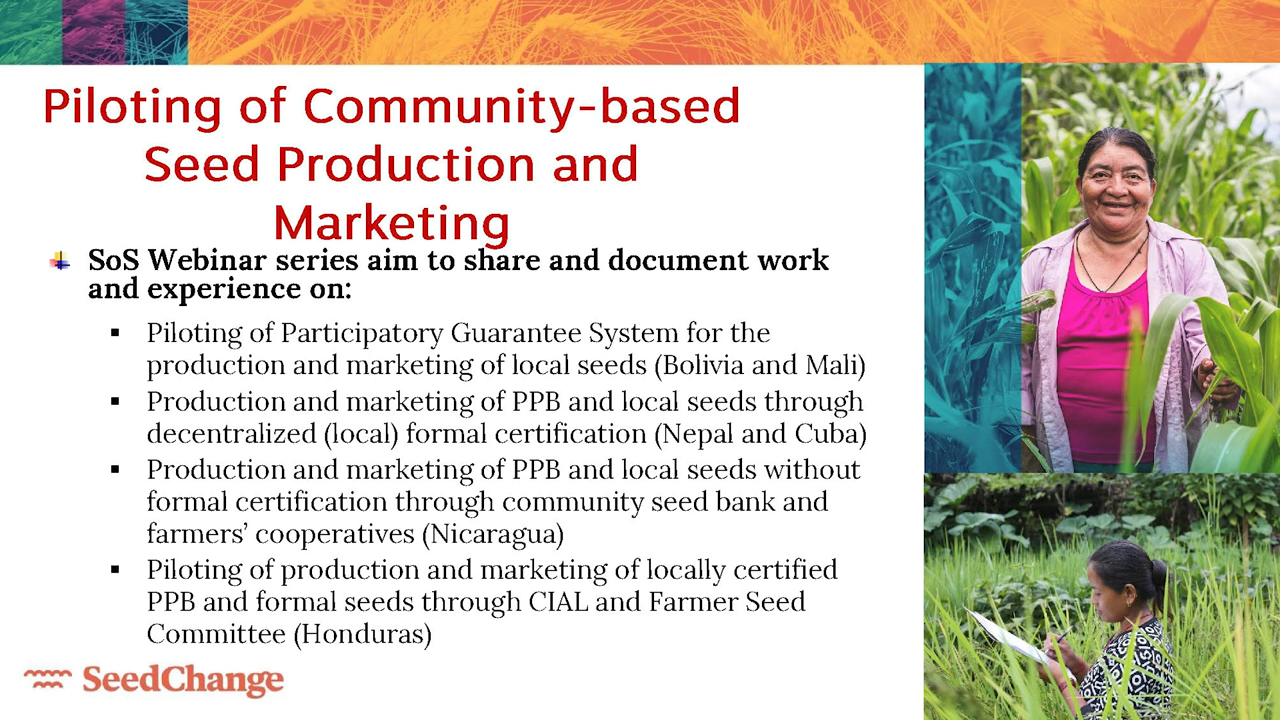 Piloting of Community-based
Seed Production and
Marketing
SoS Webinar series aim to share and document work
and experience on:
▪ Piloting of Participatory Guarantee System for the
production and marketing of local seeds (Bolivia and Mali)
▪ Production and marketing of PPB and local seeds through
decentralized (local) formal certification (Nepal and Cuba)
▪ Production and marketing of PPB and local seeds without
formal certification through community seed bank and
farmers’ cooperatives (Nicaragua)
▪ Piloting of production and marketing of locally certified
PPB and formal seeds through CIAL and Farmer Seed
Committee (Honduras)
SeedChange